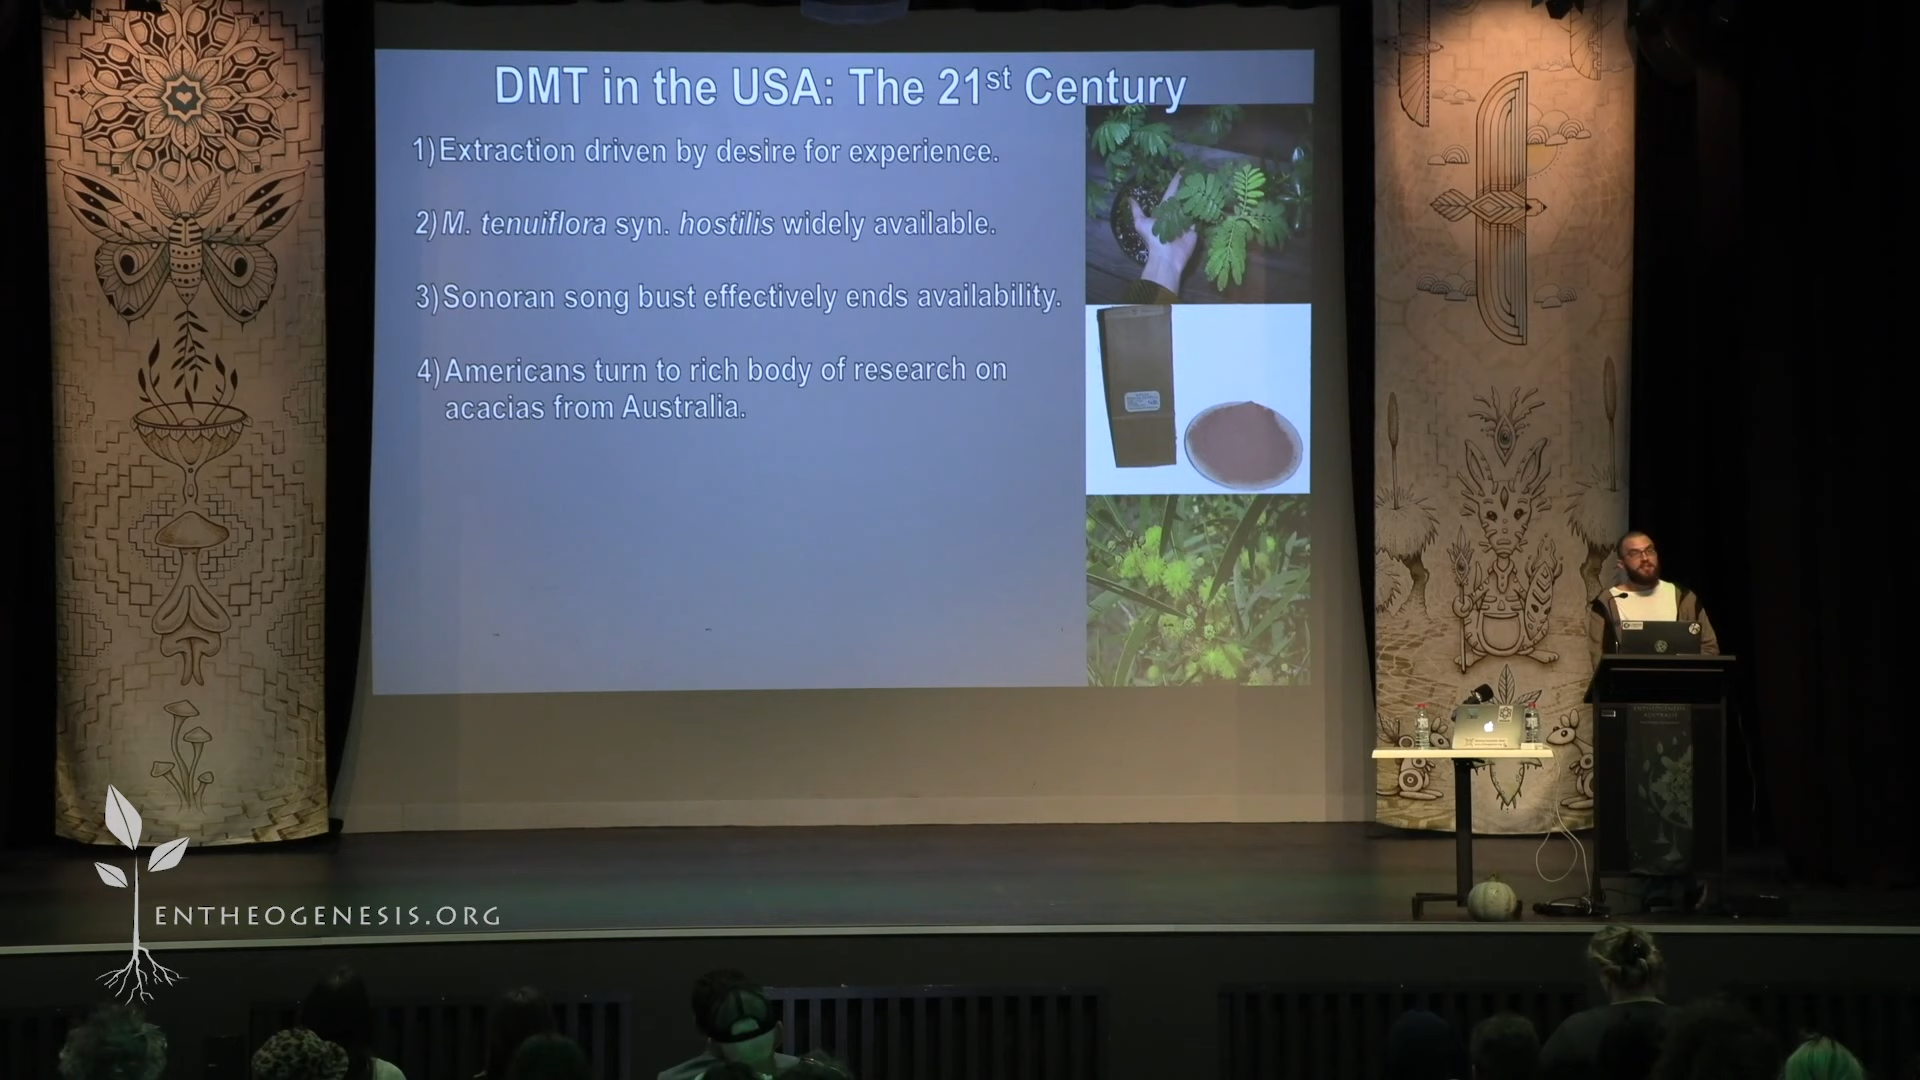 DMT in the USA: The 21st Century
1) Extraction driven by desire for experience.
2) M. tenuiflora syn. hostilis widely available.
3) Sonoran song bust effectively ends availability.
4) Americans turn to rich body of research on
acacias from Australia.
ENTHEOGENESIS.ORG